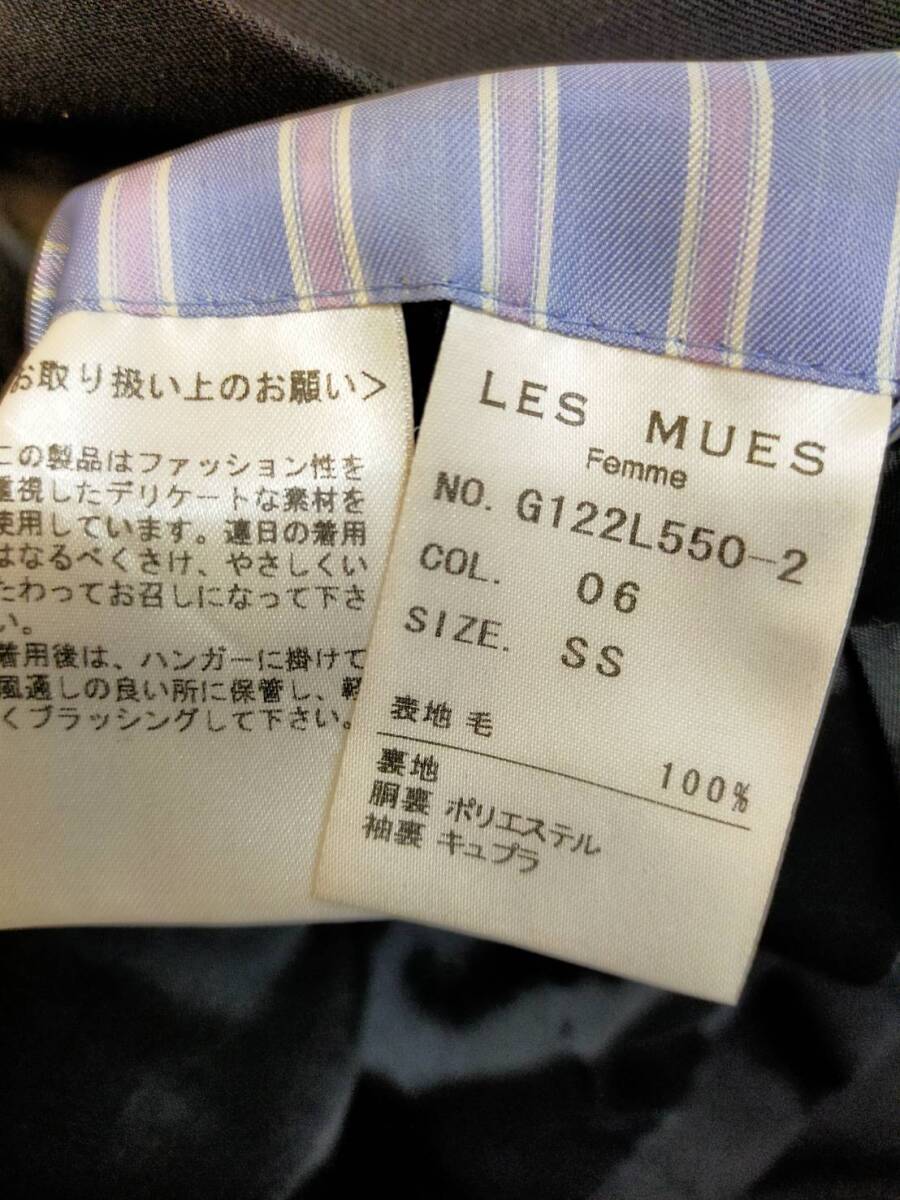 お取り扱い上のお願い>
この製品はファッション性を
重視したデリケートな素材を
使用しています。連日の着用
はなるべくさけ、やさしくい
たわってお召しになって下さ
い。
着用後は、ハンガーに掛けて
風通しの良い所に保管し、軽
くブラッシングして下さい。
LES MUES
Femme
NO. G122L550-2
COL. 06
SIZE. SS
表地 毛 100%
裏地
胴裏 ポリエステル
袖裏 キュプラ